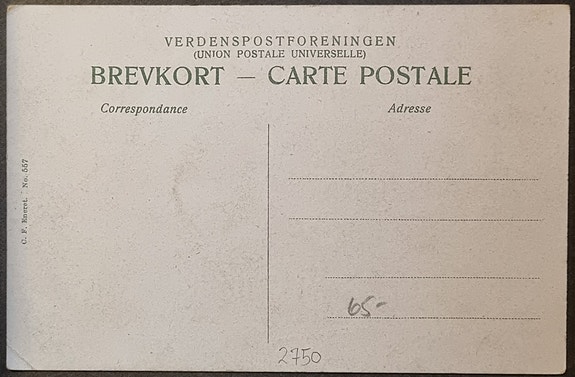 VERDENSPOSTFORENINGEN
(UNION POSTALE UNIVERSELLE)
BREVKORT — CARTE POSTALE
Correspondance
Adresse
C. F. Eneret. No. 557
65-
2750